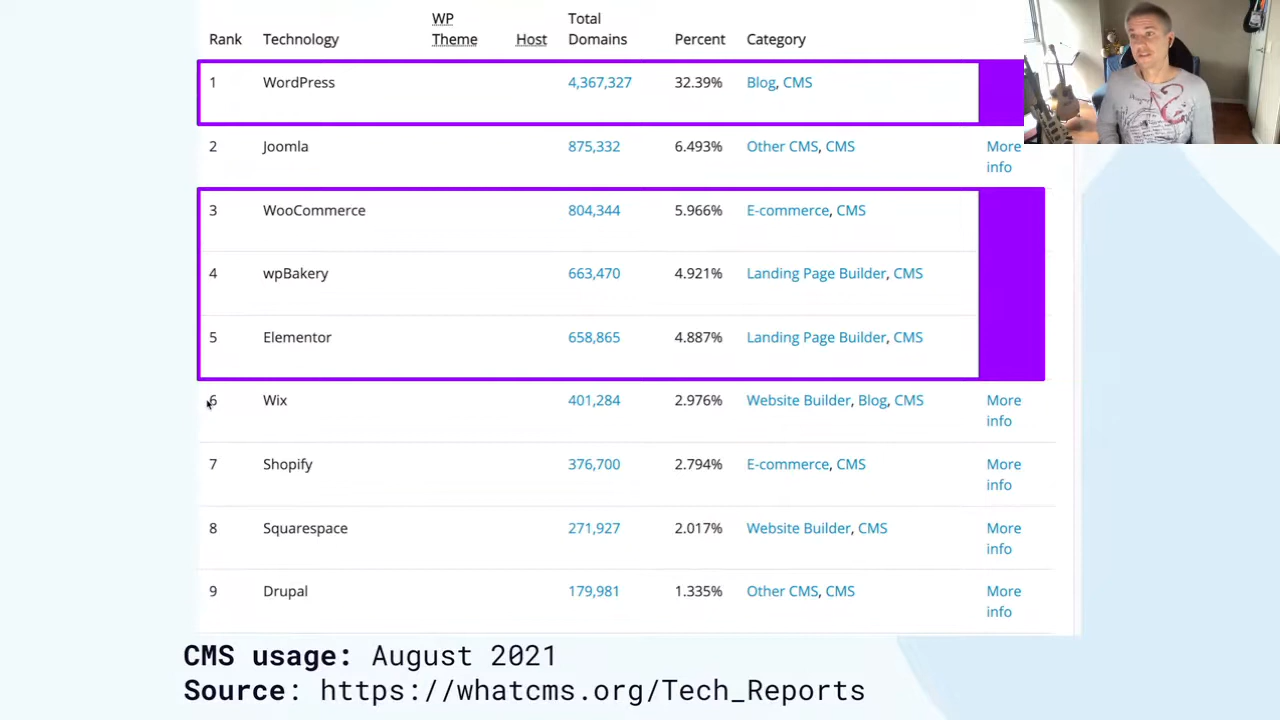 WP Total
Rank Technology Theme Host Domains Percent Category
1 WordPress 4,367,327 32.39% Blog, CMS
2 Joomla 875,332 6.493% Other CMS, CMS More
info
3 WooCommerce 804,344 5.966% E-commerce, CMS
4 wpBakery 663,470 4.921% Landing Page Builder, CMS
5 Elementor 658,865 4.887% Landing Page Builder, CMS
6 Wix 401,284 2.976% Website Builder, Blog, CMS More
info
7 Shopify 376,700 2.794% E-commerce, CMS More
info
8 Squarespace 271,927 2.017% Website Builder, CMS More
info
9 Drupal 179,981 1.335% Other CMS, CMS More
info
CMS usage: August 2021
Source: https://whatcms.org/Tech_Reports